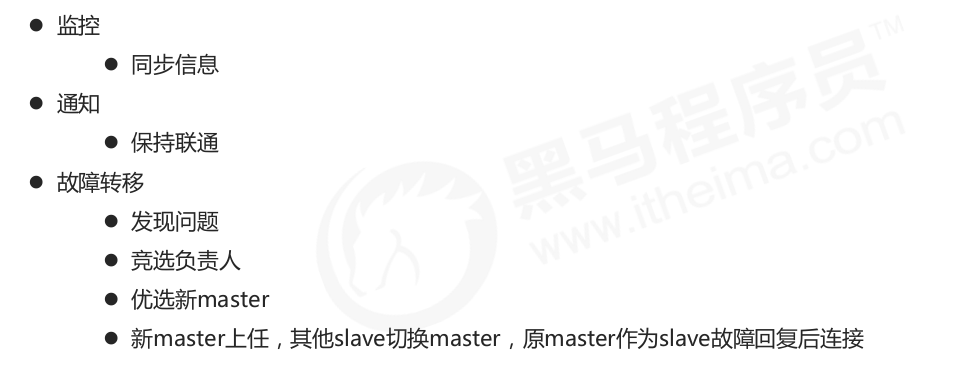 监控
同步信息
通知
保持联通
故障转移
发现问题
竞选负责人
优选新master
新master上任，其他slave切换master，原master作为slave故障回复后连接
黑马程序员™
www.itheima.com